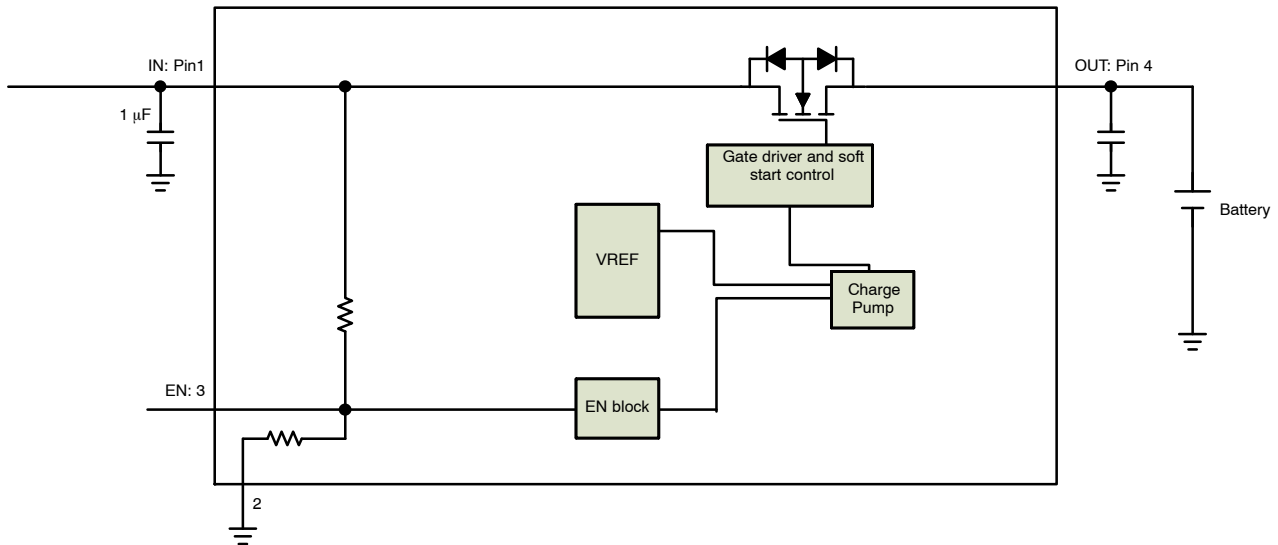 IN: Pin1
OUT: Pin 4
1 μF
Gate driver and soft
start control
Battery
VREF
Charge
Pump
EN: 3
EN block
2